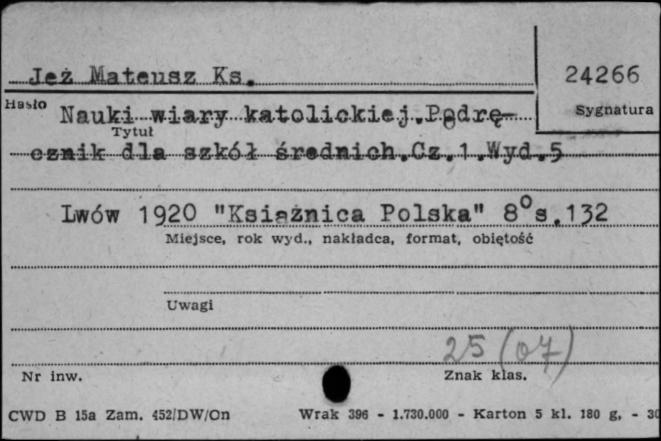 Jeż Mateusz Ks.
24266
Hasło
Sygnatura
Nauki wiary katolickiej.Podrę-
Tytuł
cznik dla szkół średnich.Cz.1.Wyd.5
Lwów 1920 "Książnica Polska" 8° s.132
Miejsce, rok wyd., nakładca, format, obiętość
Uwagi
25 (07)
Nr inw.
Znak klas.
CWD B 15a Zam. 452/DW/On Wrak 396 - 1.730.000 - Karton 5 kl. 180 g, - 30